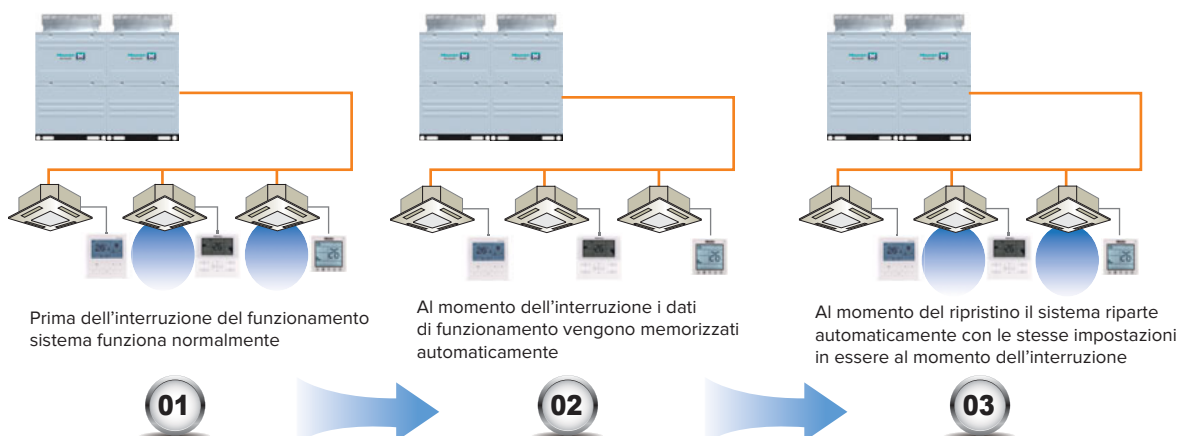 Prima dell’interruzione del funzionamento
sistema funziona normalmente
Al momento dell’interruzione i dati
di funzionamento vengono memorizzati
automaticamente
Al momento del ripristino il sistema riparte
automaticamente con le stesse impostazioni
in essere al momento dell’interruzione
01
02
03